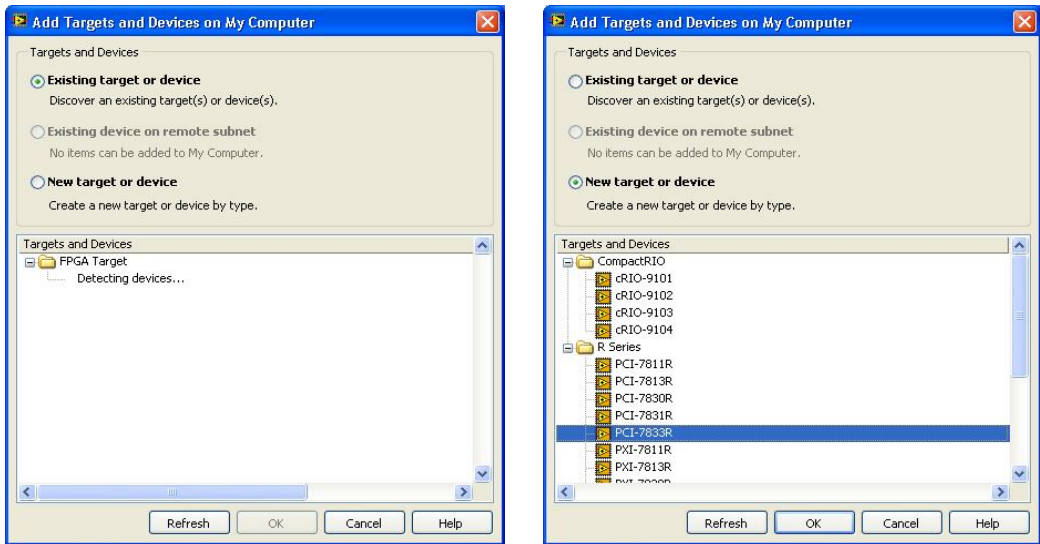 Add Targets and Devices on My Computer
Targets and Devices
Existing target or device
Discover an existing target(s) or device(s).
Existing device on remote subnet
No items can be added to My Computer.
New target or device
Create a new target or device by type.
Targets and Devices
FPGA Target
Detecting devices...
Refresh
OK
Cancel
Help
Add Targets and Devices on My Computer
Targets and Devices
Existing target or device
Discover an existing target(s) or device(s).
Existing device on remote subnet
No items can be added to My Computer.
New target or device
Create a new target or device by type.
Targets and Devices
CompactRIO
cRIO-9101
cRIO-9102
cRIO-9103
cRIO-9104
R Series
PCI-7811R
PCI-7813R
PCI-7830R
PCI-7831R
PCI-7833R
PXI-7811R
PXI-7813R
Refresh
OK
Cancel
Help